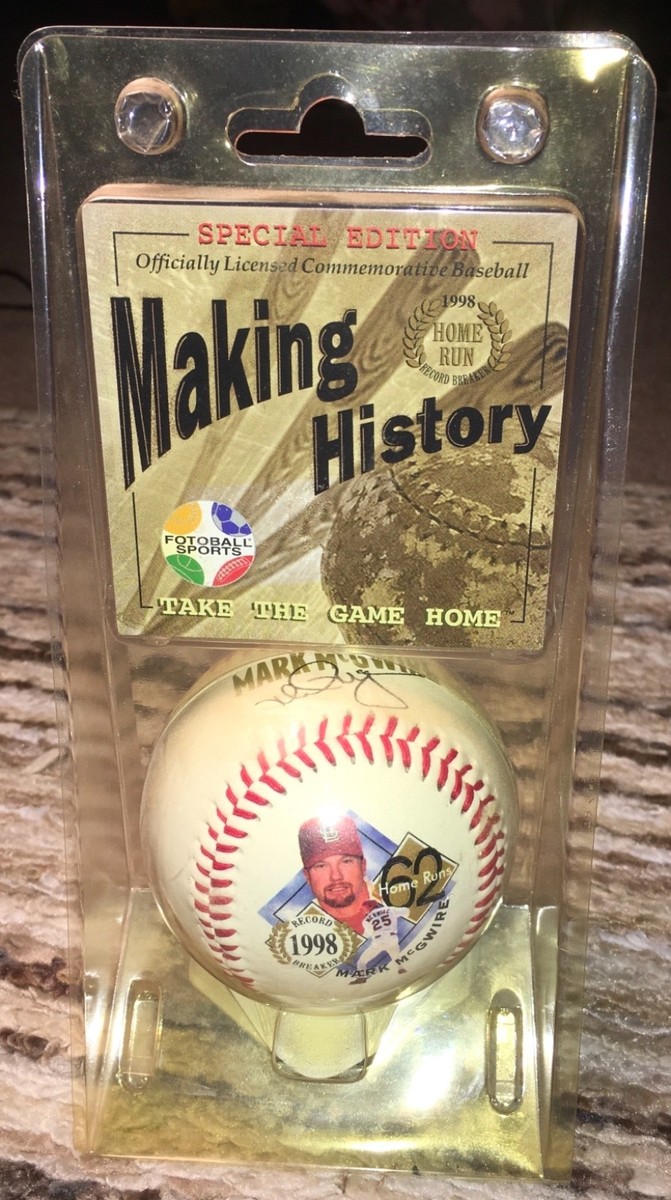 SPECIAL EDITION
Officially Licensed Commemorative Baseball
Making
History
1998
HOME
RUN
RECORD BREAKER
FOTOBALL
SPORTS
TAKE THE GAME HOME™
MARK McGWIRE
62
Home Runs
25
RECORD
1998
BREAKER
MARK McGWIRE